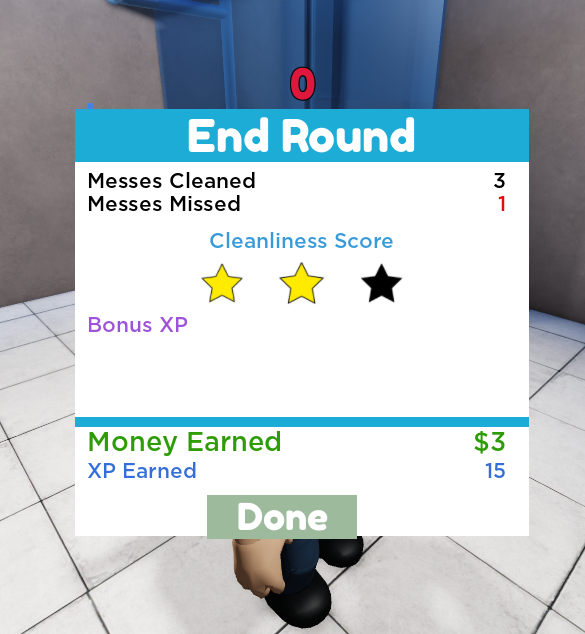 0
End Round
Messes Cleaned 3
Messes Missed 1
Cleanliness Score
Bonus XP
Money Earned $3
XP Earned 15
Done